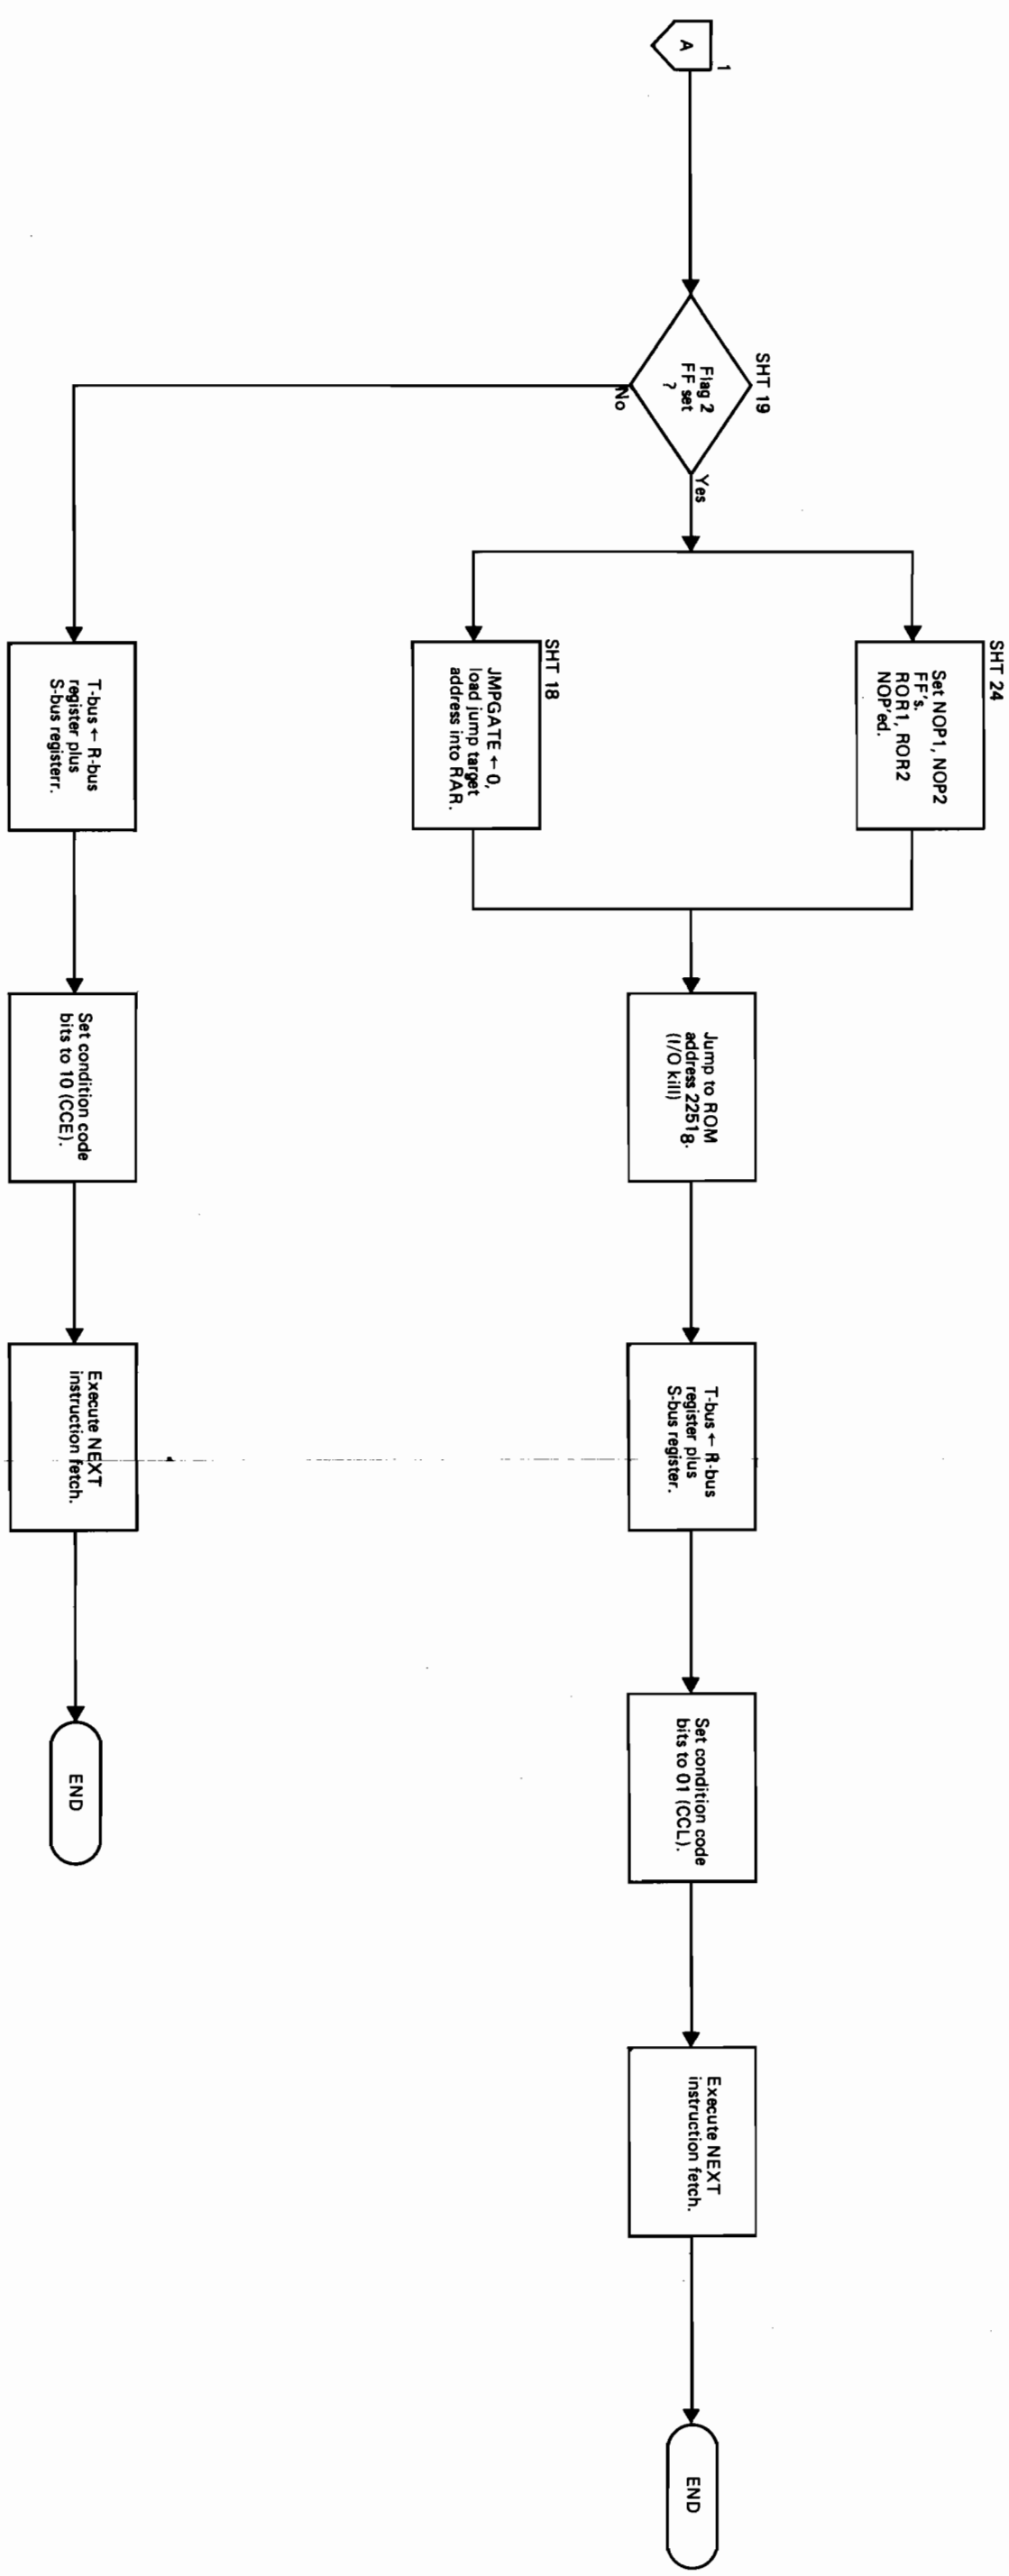 A
1
SHT 19
Flag 2
FF set
?
Yes
No
SHT 24
Set NOP1, NOP2
FF's.
ROR1, ROR2
NOP'ed.
SHT 18
JMPGATE ← 0,
load jump target
address into RAR.
Jump to ROM
address 2251₈.
(I/O kill)
T-bus ← R-bus
register plus
S-bus register.
Set condition code
bits to 01 (CCL).
Execute NEXT
instruction fetch.
END
T-bus ← R-bus
register plus
S-bus registerr.
Set condition code
bits to 10 (CCE).
Execute NEXT
instruction fetch.
END